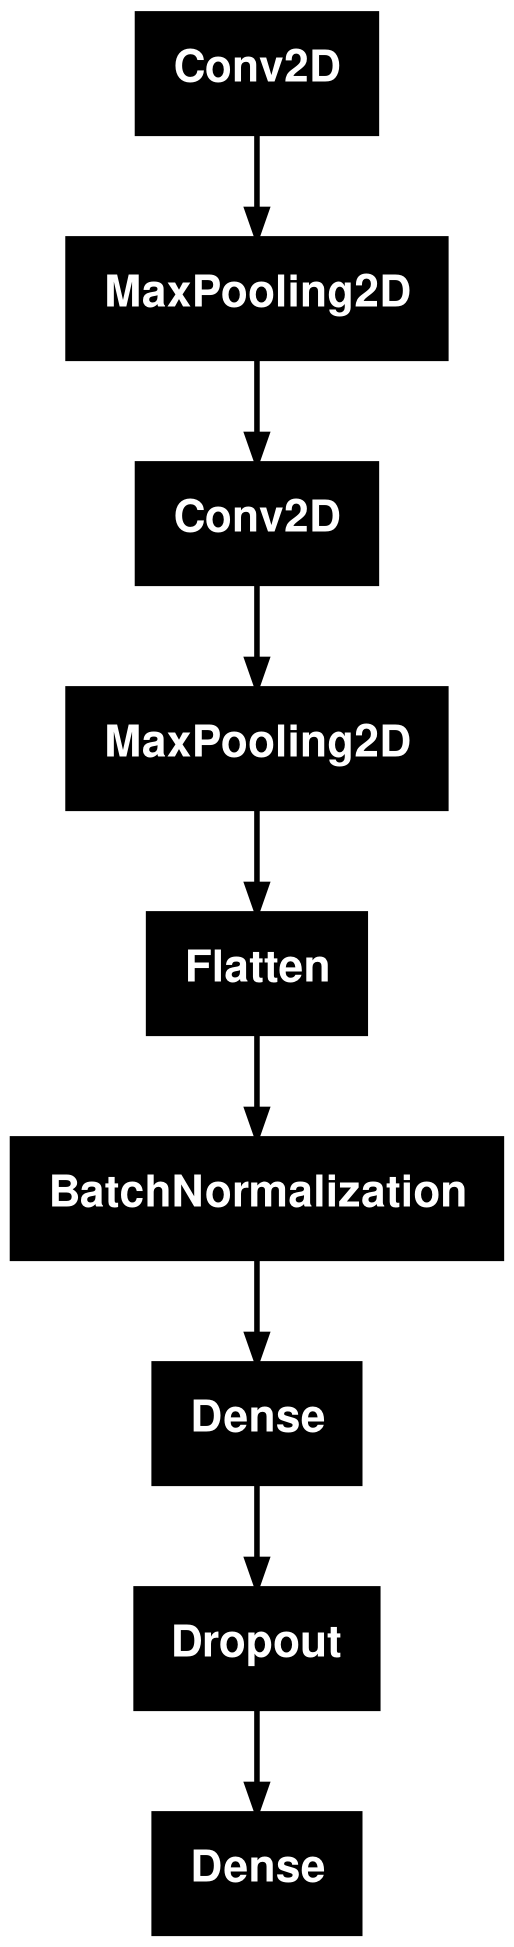 Conv2D
MaxPooling2D
Conv2D
MaxPooling2D
Flatten
BatchNormalization
Dense
Dropout
Dense